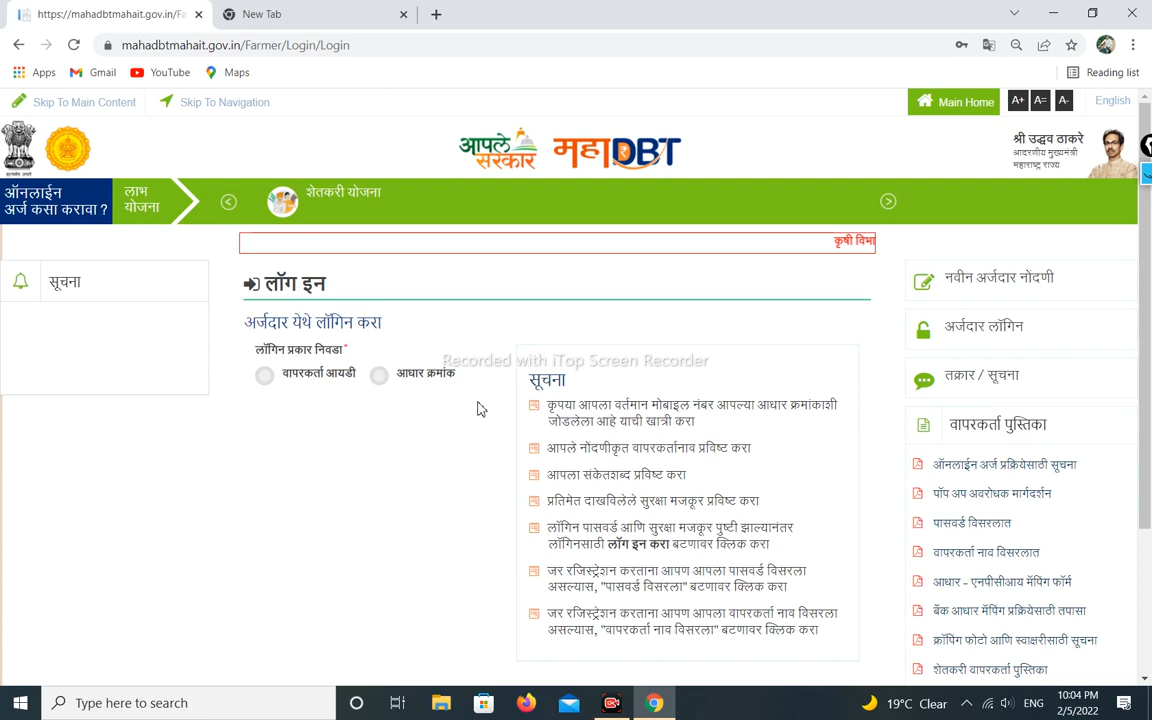 https://mahadbtmahait.gov.in/Fa
New Tab
mahadbtmahait.gov.in/Farmer/Login/Login
Apps
Gmail
YouTube
Maps
Reading list
Skip To Main Content
Skip To Navigation
Main Home
A+
A=
A-
English
आपले सरकार
महाDBT
श्री उद्धव ठाकरे
आदरणीय मुख्यमंत्री
महाराष्ट्र राज्य
ऑनलाईन
अर्ज कसा करावा ?
लाभ
योजना
शेतकरी योजना
कृषी विभा
सूचना
लॉग इन
अर्जदार येथे लॉगिन करा
लॉगिन प्रकार निवडा*
वापरकर्ता आयडी
आधार क्रमांक
Recorded with iTop Screen Recorder
सूचना
कृपया आपला वर्तमान मोबाइल नंबर आपल्या आधार क्रमांकाशी
जोडलेला आहे याची खात्री करा
आपले नोंदणीकृत वापरकर्तानाव प्रविष्ट करा
आपला संकेतशब्द प्रविष्ट करा
प्रतिमेत दाखविलेले सुरक्षा मजकूर प्रविष्ट करा
लॉगिन पासवर्ड आणि सुरक्षा मजकूर पुष्टी झाल्यानंतर
लॉगिनसाठी लॉग इन करा बटणावर क्लिक करा
जर रजिस्ट्रेशन करताना आपण आपला पासवर्ड विसरला
असल्यास, "पासवर्ड विसरला" बटणावर क्लिक करा
जर रजिस्ट्रेशन करताना आपण आपला वापरकर्ता नाव विसरला
असल्यास, "वापरकर्ता नाव विसरला" बटणावर क्लिक करा
नवीन अर्जदार नोंदणी
अर्जदार लॉगिन
तक्रार / सूचना
वापरकर्ता पुस्तिका
ऑनलाईन अर्ज प्रक्रियेसाठी सूचना
पॉप अप अवरोधक मार्गदर्शन
पासवर्ड विसरलात
वापरकर्ता नाव विसरलात
आधार - एनपीसीआय मॅपिंग फॉर्म
बँक आधार मॅपिंग प्रक्रियेसाठी तपासा
क्रॉपिंग फोटो आणि स्वाक्षरीसाठी सूचना
शेतकरी वापरकर्ता पुस्तिका
Type here to search
19°C Clear
ENG
10:04 PM
2/5/2022